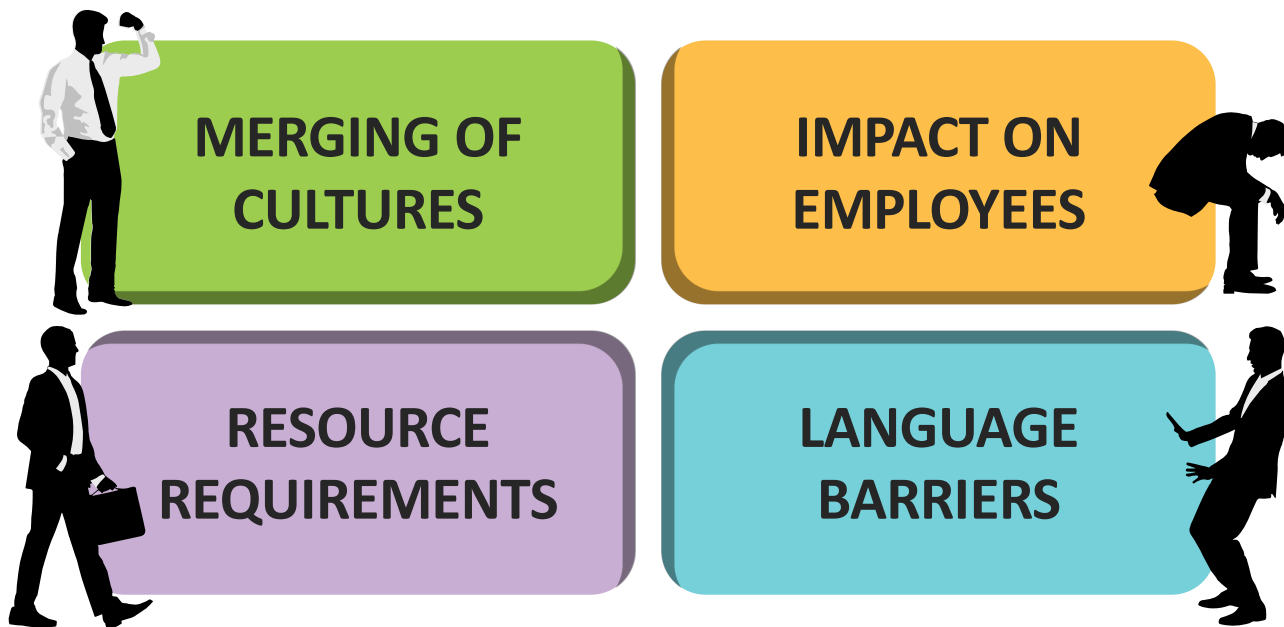 MERGING OF
CULTURES
IMPACT ON
EMPLOYEES
RESOURCE
REQUIREMENTS
LANGUAGE
BARRIERS